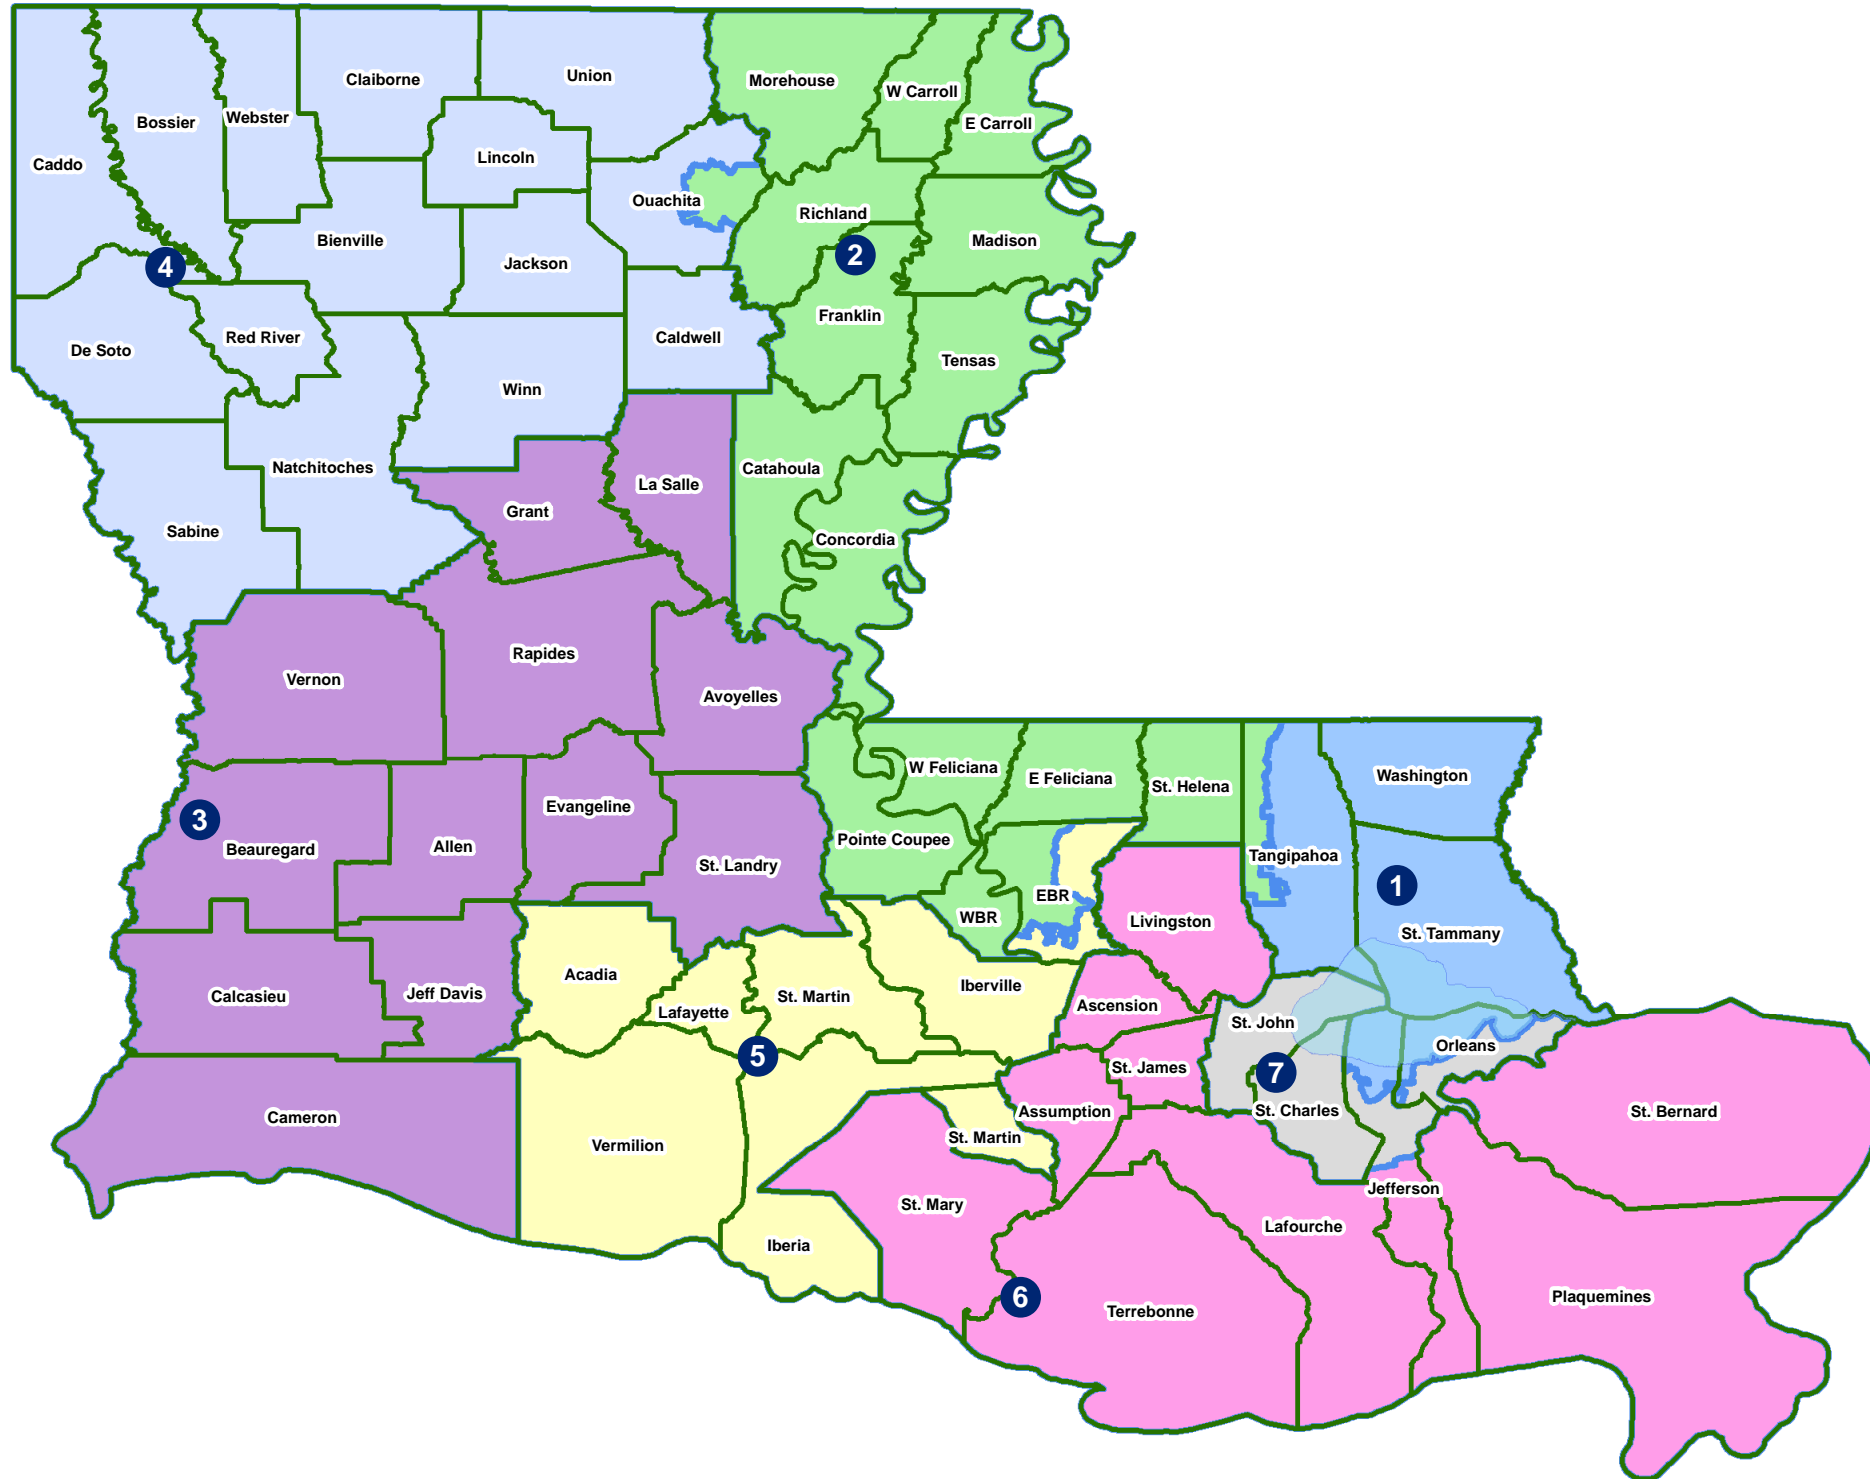 Claiborne
Union
Morehouse
W Carroll
E Carroll
Bossier
Webster
Caddo
Lincoln
Ouachita
Richland
Madison
Bienville
Jackson
4
2
Franklin
Red River
Caldwell
De Soto
Tensas
Winn
Natchitoches
Catahoula
La Salle
Grant
Sabine
Concordia
Rapides
Vernon
Avoyelles
W Feliciana
E Feliciana
St. Helena
Washington
Evangeline
3
Beauregard
Allen
Pointe Coupee
Tangipahoa
St. Landry
1
EBR
WBR
Livingston
St. Tammany
Acadia
Iberville
Calcasieu
Jeff Davis
St. Martin
Lafayette
Ascension
St. John
Orleans
5
St. James
7
Cameron
Assumption
St. Charles
St. Bernard
Vermilion
St. Martin
Jefferson
St. Mary
Lafourche
Iberia
6
Terrebonne
Plaquemines